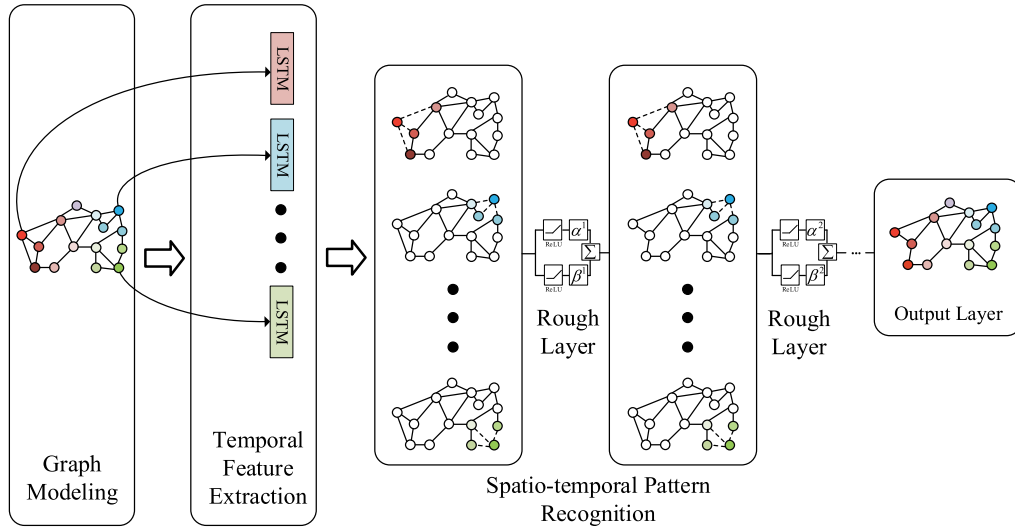 LSTM
LSTM
LSTM
Graph
Modeling
Temporal
Feature
Extraction
ReLU
α¹
ReLU
β¹
Σ
Rough
Layer
ReLU
α²
ReLU
β²
Σ
...
Rough
Layer
Spatio-temporal Pattern
Recognition
Output Layer